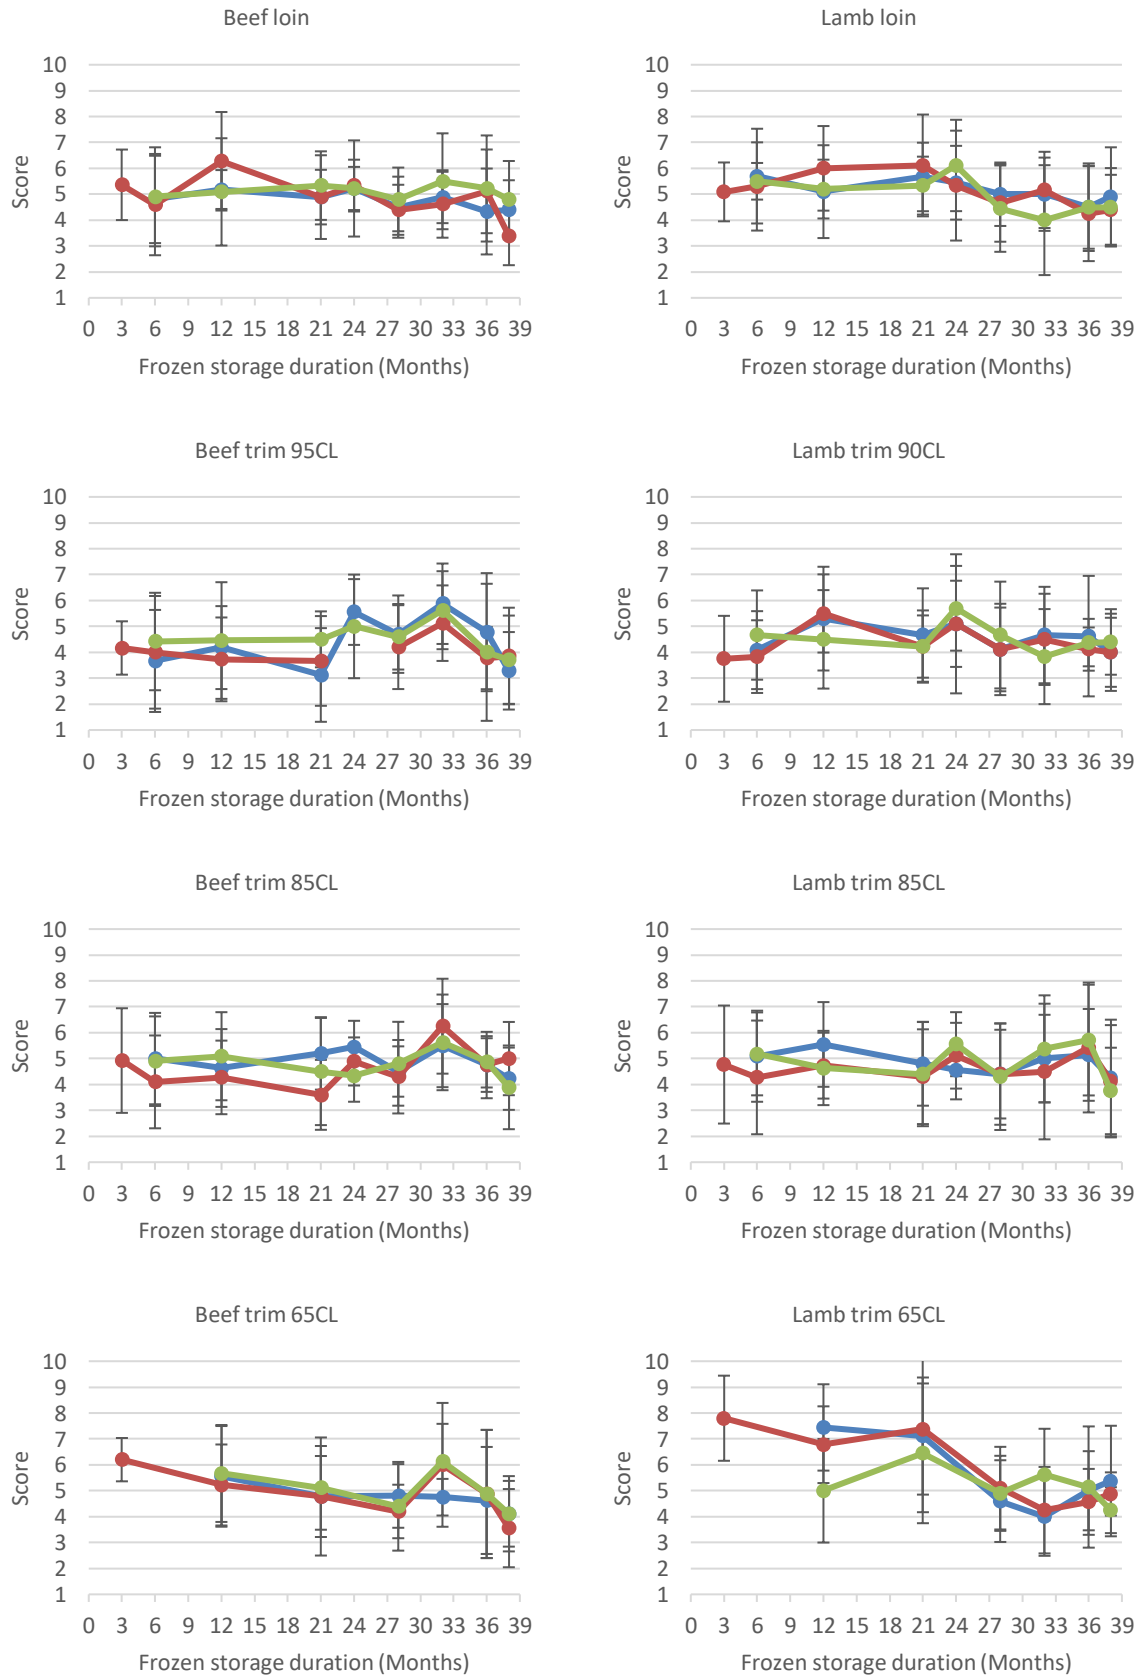 Beef loin
10
9
8
7
6
5
4
3
2
1
Score
0 3 6 9 12 15 18 21 24 27 30 33 36 39
Frozen storage duration (Months)
Lamb loin
10
9
8
7
6
5
4
3
2
1
Score
0 3 6 9 12 15 18 21 24 27 30 33 36 39
Frozen storage duration (Months)
Beef trim 95CL
10
9
8
7
6
5
4
3
2
1
Score
0 3 6 9 12 15 18 21 24 27 30 33 36 39
Frozen storage duration (Months)
Lamb trim 90CL
10
9
8
7
6
5
4
3
2
1
Score
0 3 6 9 12 15 18 21 24 27 30 33 36 39
Frozen storage duration (Months)
Beef trim 85CL
10
9
8
7
6
5
4
3
2
1
Score
0 3 6 9 12 15 18 21 24 27 30 33 36 39
Frozen storage duration (Months)
Lamb trim 85CL
10
9
8
7
6
5
4
3
2
1
Score
0 3 6 9 12 15 18 21 24 27 30 33 36 39
Frozen storage duration (Months)
Beef trim 65CL
10
9
8
7
6
5
4
3
2
1
Score
0 3 6 9 12 15 18 21 24 27 30 33 36 39
Frozen storage duration (Months)
Lamb trim 65CL
10
9
8
7
6
5
4
3
2
1
Score
0 3 6 9 12 15 18 21 24 27 30 33 36 39
Frozen storage duration (Months)